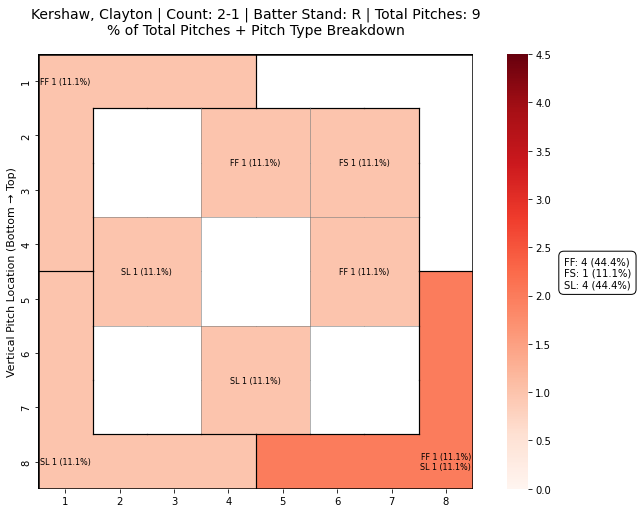 Kershaw, Clayton | Count: 2-1 | Batter Stand: R | Total Pitches: 9
% of Total Pitches + Pitch Type Breakdown
Vertical Pitch Location (Bottom → Top)
1
2
3
4
5
6
7
8
FF 1 (11.1%)
FF 1 (11.1%)
FS 1 (11.1%)
SL 1 (11.1%)
FF 1 (11.1%)
SL 1 (11.1%)
SL 1 (11.1%)
FF 1 (11.1%)
SL 1 (11.1%)
1
2
3
4
5
6
7
8
4.5
4.0
3.5
3.0
2.5
2.0
1.5
1.0
0.5
0.0
FF: 4 (44.4%)
FS: 1 (11.1%)
SL: 4 (44.4%)